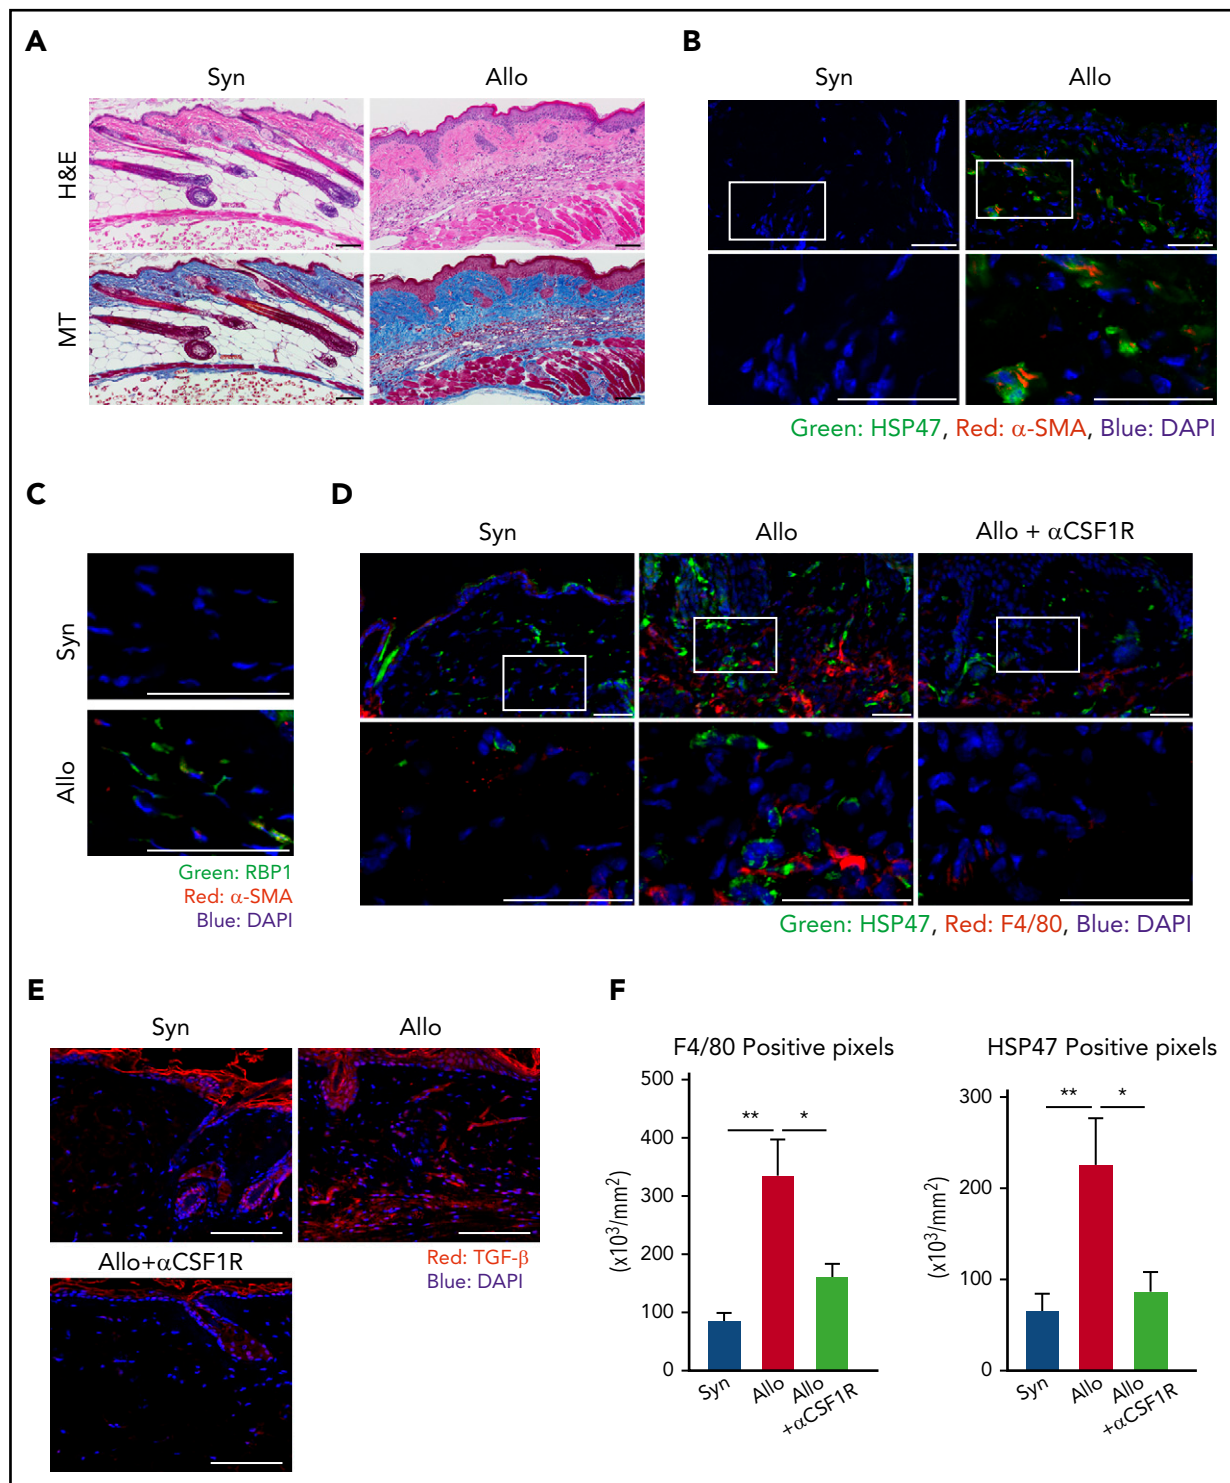 A
Syn Allo
H&E
MT
B
Syn Allo
Green: HSP47, Red: α-SMA, Blue: DAPI
C
Syn
Allo
Green: RBP1
Red: α-SMA
Blue: DAPI
D
Syn Allo Allo + αCSF1R
Green: HSP47, Red: F4/80, Blue: DAPI
E
Syn Allo
Allo+αCSF1R
Red: TGF-β
Blue: DAPI
F
F4/80 Positive pixels
(x10³/mm²)
500
400
300
200
100
0
** *
Syn Allo Allo
+αCSF1R
HSP47 Positive pixels
(x10³/mm²)
300
200
100
0
** *
Syn Allo Allo
+αCSF1R